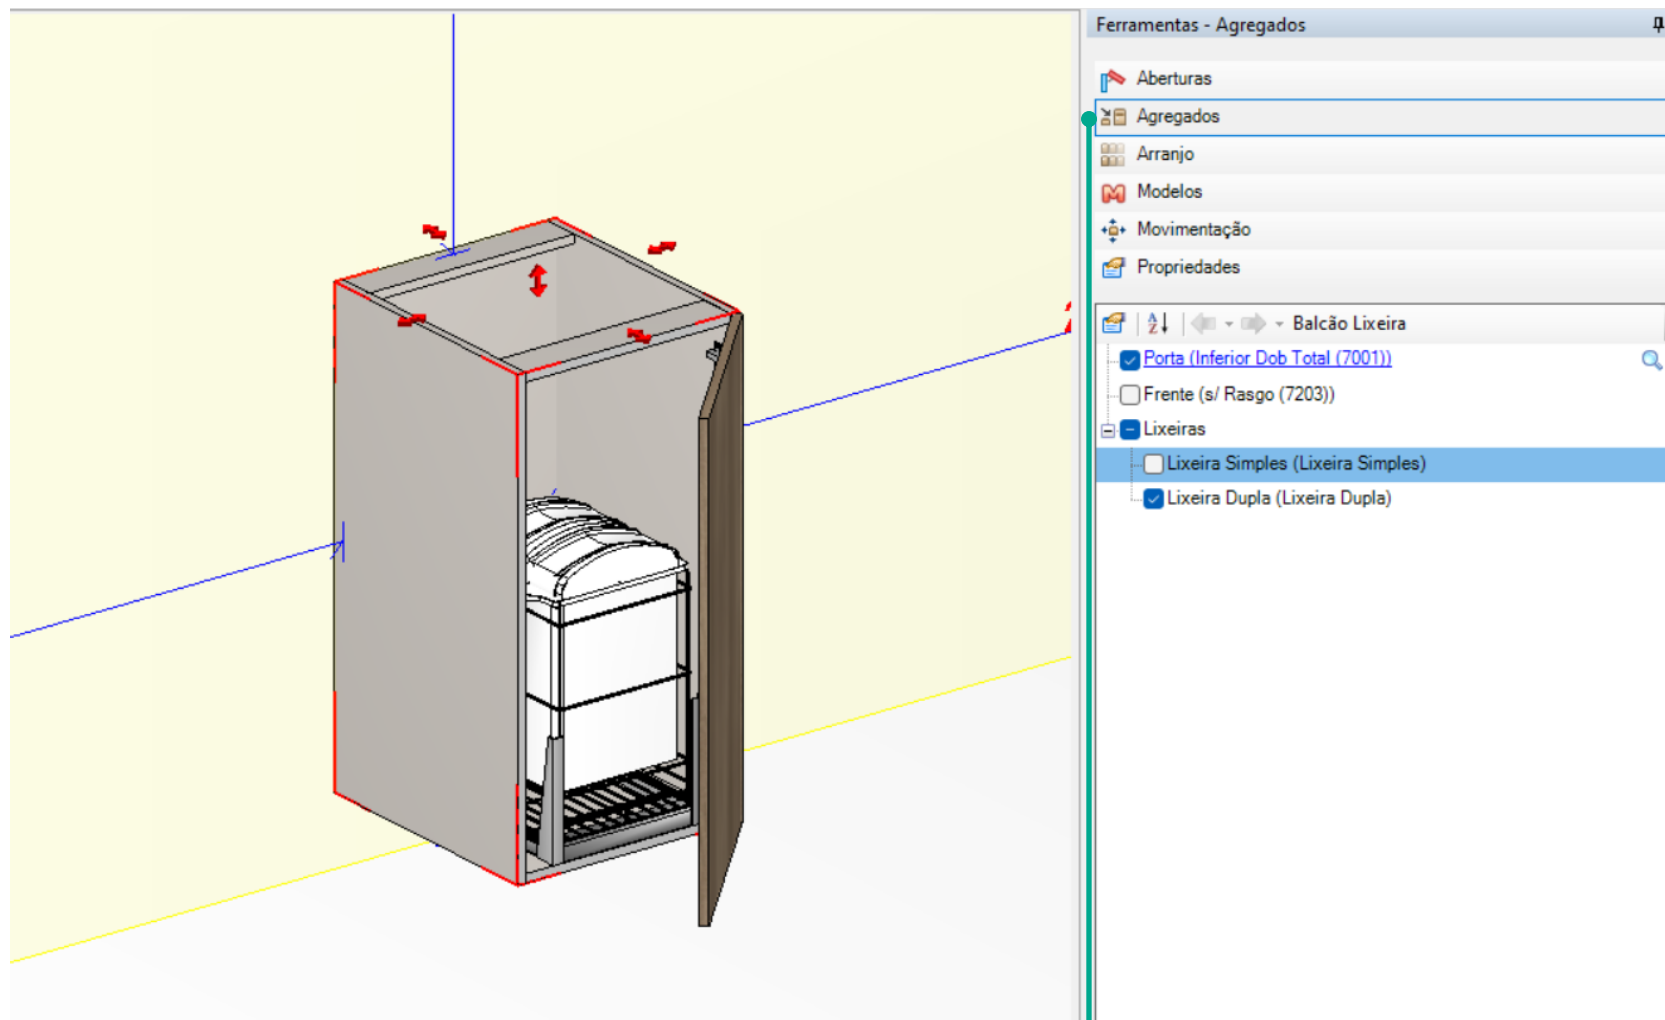 Ferramentas - Agregados
Aberturas
Agregados
Arranjo
Modelos
Movimentação
Propriedades
Balcão Lixeira
Porta (Inferior Dob Total (7001))
Frente (s/ Rasgo (7203))
Lixeiras
Lixeira Simples (Lixeira Simples)
Lixeira Dupla (Lixeira Dupla)